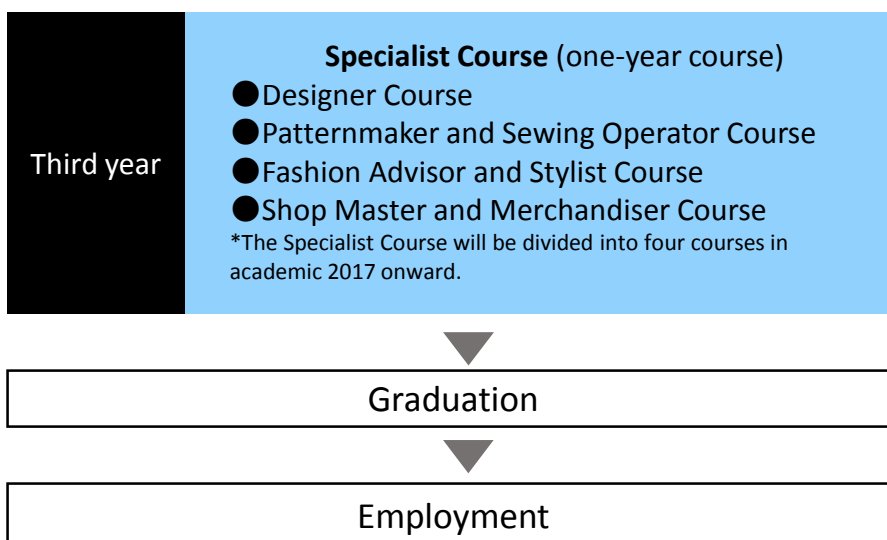 Third year
Specialist Course (one-year course)
●Designer Course
●Patternmaker and Sewing Operator Course
●Fashion Advisor and Stylist Course
●Shop Master and Merchandiser Course
*The Specialist Course will be divided into four courses in
academic 2017 onward.
Graduation
Employment